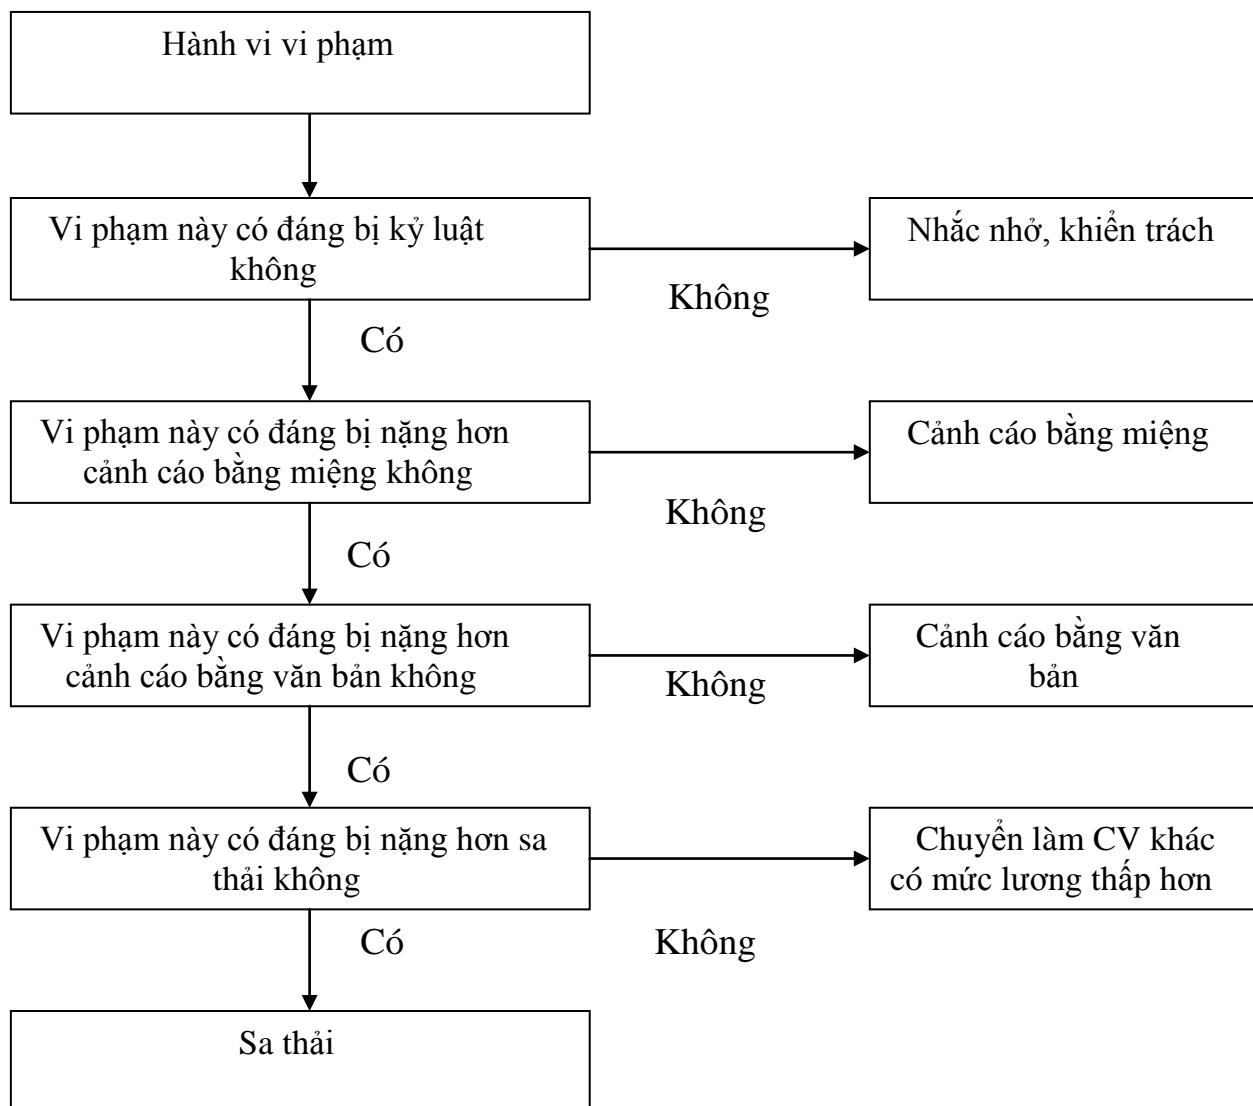 Hành vi vi phạm
Vi phạm này có đáng bị kỷ luật
không
Nhắc nhở, khiển trách
Không
Có
Vi phạm này có đáng bị nặng hơn
cảnh cáo bằng miệng không
Cảnh cáo bằng miệng
Không
Có
Vi phạm này có đáng bị nặng hơn
cảnh cáo bằng văn bản không
Cảnh cáo bằng văn
bản
Không
Có
Vi phạm này có đáng bị nặng hơn sa
thải không
Chuyển làm CV khác
có mức lương thấp hơn
Có
Không
Sa thải